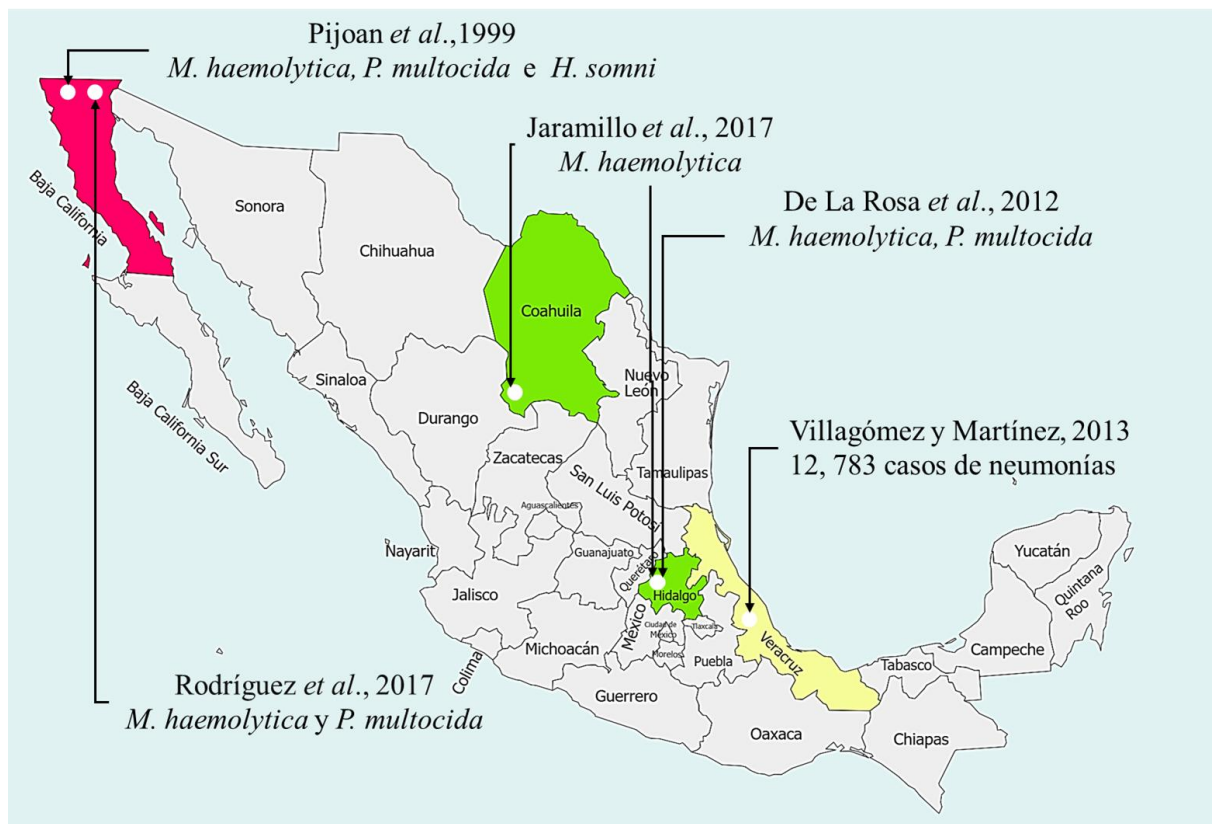 Pijoan et al.,1999
M. haemolytica, P. multocida e H. somni
Jaramillo et al., 2017
M. haemolytica
De La Rosa et al., 2012
M. haemolytica, P. multocida
Baja California
Sonora
Chihuahua
Coahuila
Nuevo
León
Sinaloa
Durango
Baja California Sur
Villagómez y Martínez, 2013
12, 783 casos de neumonías
Zacatecas
San Luis Potosí
Tamaulipas
Aguascalientes
Nayarit
Guanajuato
Querétaro
Yucatán
Quintana
Roo
Jalisco
Hidalgo
México
Ciudad de
México
Tlaxcala
Morelos
Michoacán
Colima
Puebla
Veracruz
Tabasco
Campeche
Rodríguez et al., 2017
M. haemolytica y P. multocida
Guerrero
Oaxaca
Chiapas